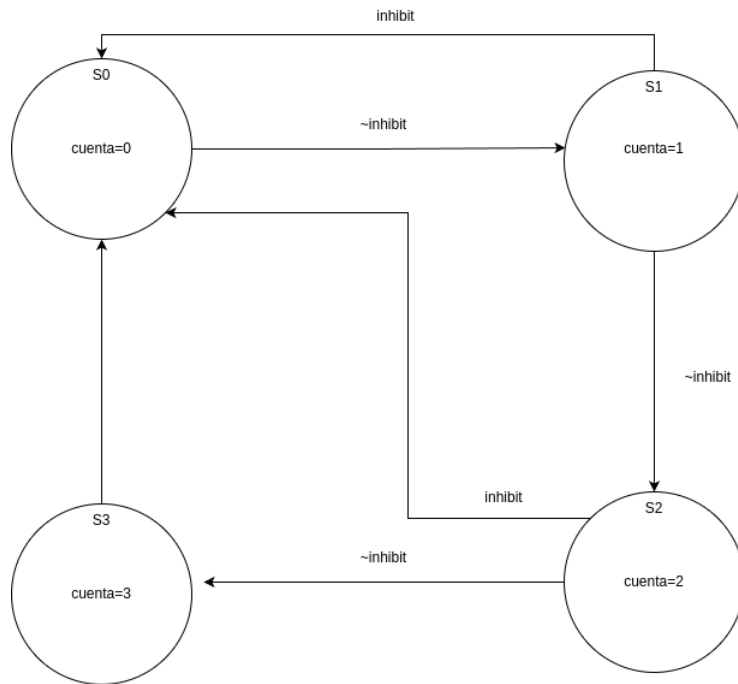 inhibit
S0
S1
cuenta=0
~inhibit
cuenta=1
~inhibit
inhibit
S2
S3
~inhibit
cuenta=2
cuenta=3